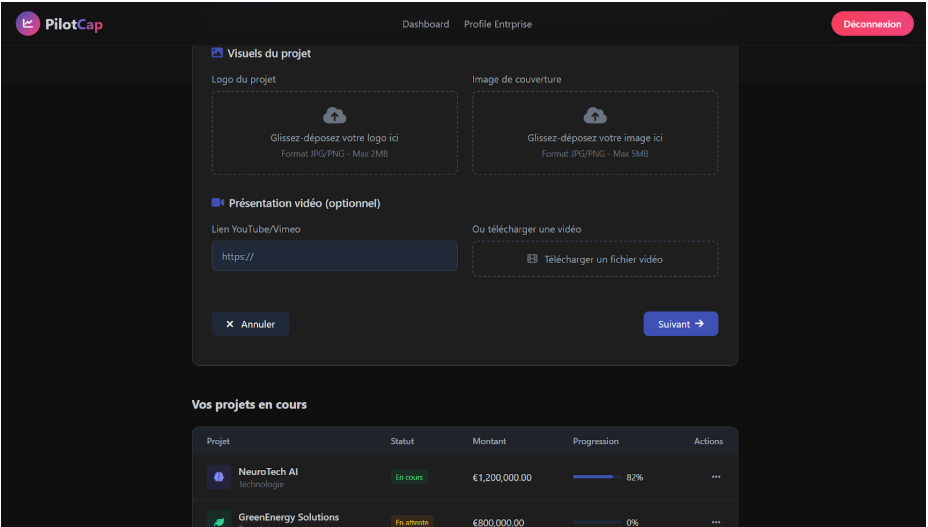 PilotCap
Dashboard
Profile Entrprise
Déconnexion
Visuels du projet
Logo du projet
Image de couverture
Glissez-déposez votre logo ici
Format JPG/PNG - Max 2MB
Glissez-déposez votre image ici
Format JPG/PNG - Max 5MB
Présentation vidéo (optionnel)
Lien YouTube/Vimeo
https://
Ou télécharger une vidéo
Télécharger un fichier vidéo
Annuler
Suivant
Vos projets en cours
Projet Statut Montant Progression Actions
NeuroTech AI
Technologie
En cours €1,200,000.00 82%
GreenEnergy Solutions
En attente €800,000.00 0%